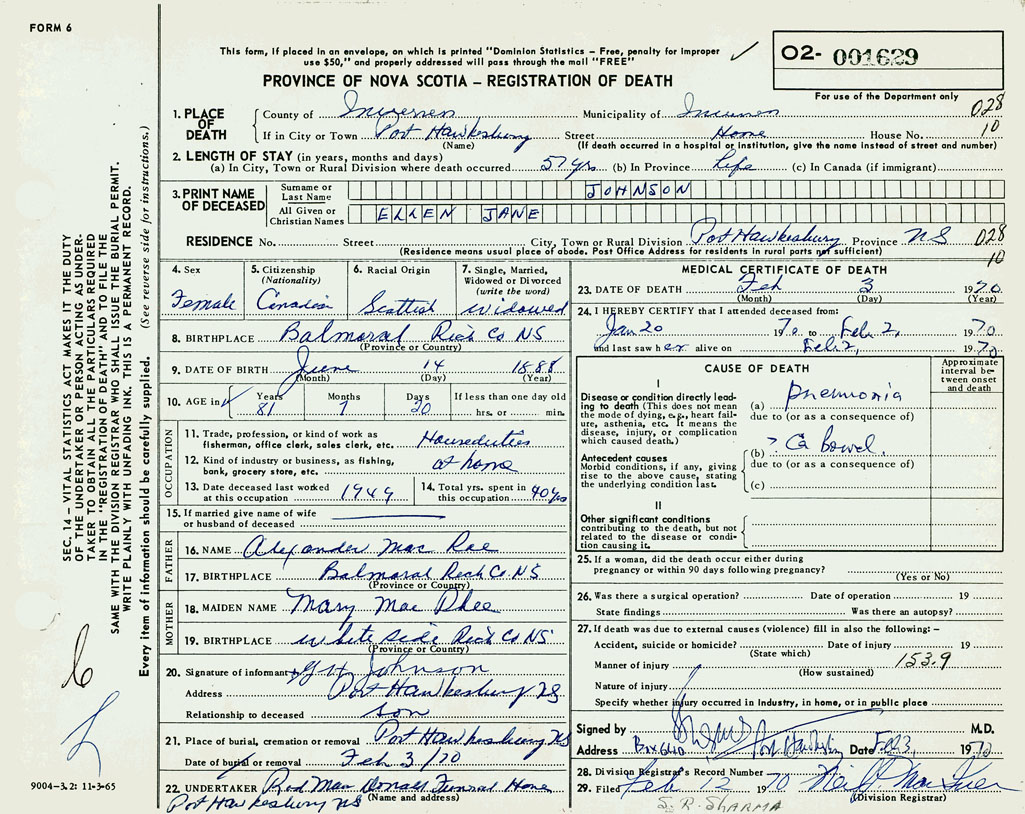 FORM 6
This form, if placed in an envelope, on which is printed "Dominion Statistics – Free, penalty for improper
use $50," and properly addressed will pass through the mail "FREE"
O2- 001629
PROVINCE OF NOVA SCOTIA – REGISTRATION OF DEATH
For use of the Department only
1. PLACE OF DEATH County of Inverness Municipality of Inverness 028
If in City or Town Port Hawkesbury Street Home House No. 10
(Name) (If death occurred in a hospital or institution, give the name instead of street and number)
2. LENGTH OF STAY (in years, months and days)
(a) In City, Town or Rural Division where death occurred 57 yrs (b) In Province Life (c) In Canada (if immigrant)
3. PRINT NAME OF DECEASED Surname or Last Name JOHNSON
All Given or Christian Names ELLEN JANE
RESIDENCE No. Street City, Town or Rural Division Port Hawkesbury Province NS 028
(Residence means usual place of abode. Post Office Address for residents in rural parts not sufficient) 10
4. Sex Female
5. Citizenship (Nationality) Canadian
6. Racial Origin Scottish
7. Single, Married, Widowed or Divorced (write the word) widowed
8. BIRTHPLACE Balmoral Rich Co NS
(Province or Country)
9. DATE OF BIRTH June 14 1888
(Month) (Day) (Year)
10. AGE in Years 81 Months 7 Days 20 If less than one day old hrs. or min.
OCCUPATION
11. Trade, profession, or kind of work as fisherman, office clerk, sales clerk, etc. Houseduties
12. Kind of industry or business, as fishing, bank, grocery store, etc. at home
13. Date deceased last worked at this occupation 1949
14. Total yrs. spent in this occupation 40 yrs
15. If married give name of wife or husband of deceased
FATHER
16. NAME Alexander Mac Rae
17. BIRTHPLACE Balmoral Rich Co. NS
(Province or Country)
MOTHER
18. MAIDEN NAME Mary Mac Phee
19. BIRTHPLACE White side Rich Co NS
(Province or Country)
20. Signature of informant Johnson
Address Port Hawkesbury NS
Relationship to deceased son
21. Place of burial, cremation or removal Port Hawkesbury NS
Date of burial or removal Feb 3/70
22. UNDERTAKER Rod Mac Donald Funeral Home
(Name and address)
Port Hawkesbury NS
MEDICAL CERTIFICATE OF DEATH
23. DATE OF DEATH Feb 3 1970
(Month) (Day) (Year)
24. I HEREBY CERTIFY that I attended deceased from:
Jan 20 1970 to Feb 2, 1970
and last saw her alive on Feb 2, 1970
CAUSE OF DEATH
Approximate interval between onset and death
I
Disease or condition directly leading to death (This does not mean the mode of dying, e.g., heart failure, asthenia, etc. It means the disease, injury, or complication which caused death.)
(a) pnemonia
due to (or as a consequence of)
Antecedent causes
Morbid conditions, if any, giving rise to the above cause, stating the underlying condition last.
(b) ? Ca bowel.
due to (or as a consequence of)
(c)
II
Other significant conditions
contributing to the death, but not related to the disease or condition causing it.
25. If a woman, did the death occur either during pregnancy or within 90 days following pregnancy?
(Yes or No)
26. Was there a surgical operation? Date of operation 19
State findings Was there an autopsy?
27. If death was due to external causes (violence) fill in also the following: –
Accident, suicide or homicide? Date of injury 19
(State which)
Manner of injury 153.9
(How sustained)
Nature of injury
Specify whether injury occurred in industry, in home, or in public place
Signed by M.D.
Address Box 640 Port Hawkesbury Date Feb 3, 1970
28. Division Registrar's Record Number
29. Filed Feb 12 1970
(Division Registrar)
S. R. SHARMA
SEC. 14 – VITAL STATISTICS ACT MAKES IT THE DUTY
OF THE UNDERTAKER OR PERSON ACTING AS UNDER-
TAKER TO OBTAIN ALL THE PARTICULARS REQUIRED
IN THE "REGISTRATION OF DEATH" AND TO FILE THE
SAME WITH THE DIVISION REGISTRAR WHO SHALL ISSUE THE BURIAL PERMIT.
WRITE PLAINLY WITH UNFADING INK. THIS IS A PERMANENT RECORD.
Every item of information should be carefully supplied. (See reverse side for instructions.)
9004-3.2: 11-3-65